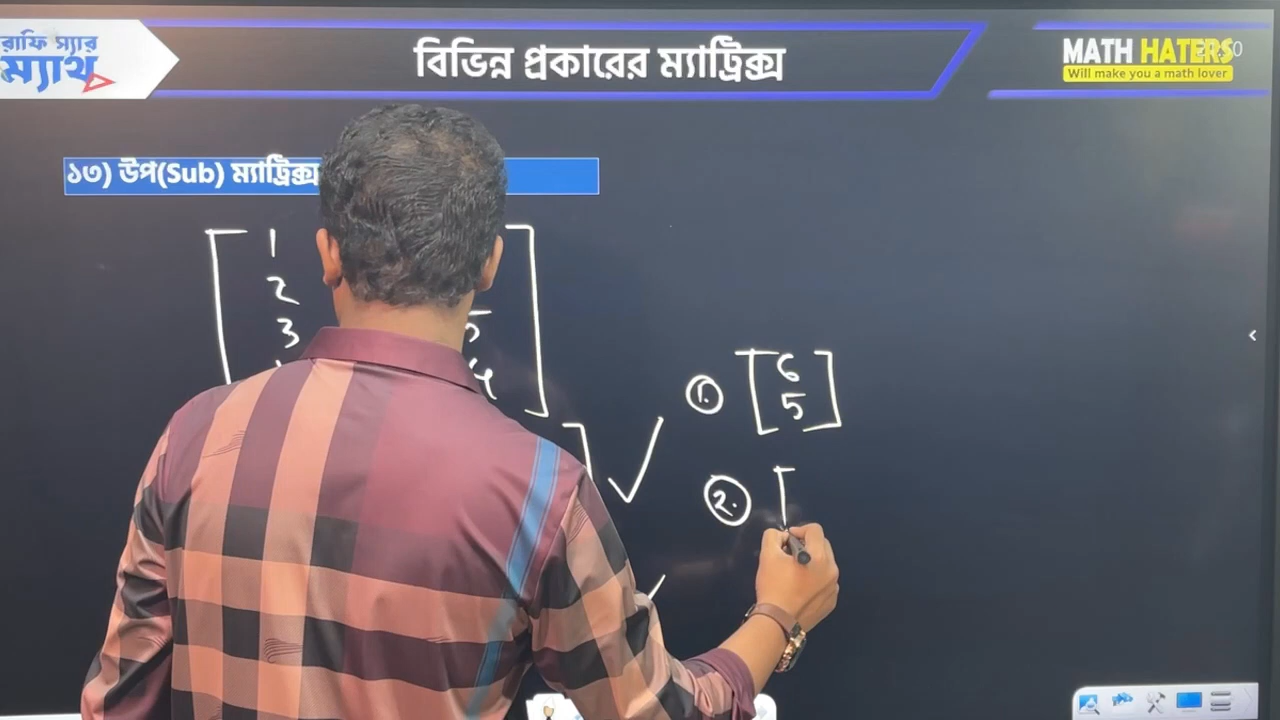 রাফি স্যার
ম্যাথ
বিভিন্ন প্রকারের ম্যাট্রিক্স
MATH HATERS
Will make you a math lover
১৩) উপ(Sub) ম্যাট্রিক্স
1
2
3 5
4
1. 6
5
2.